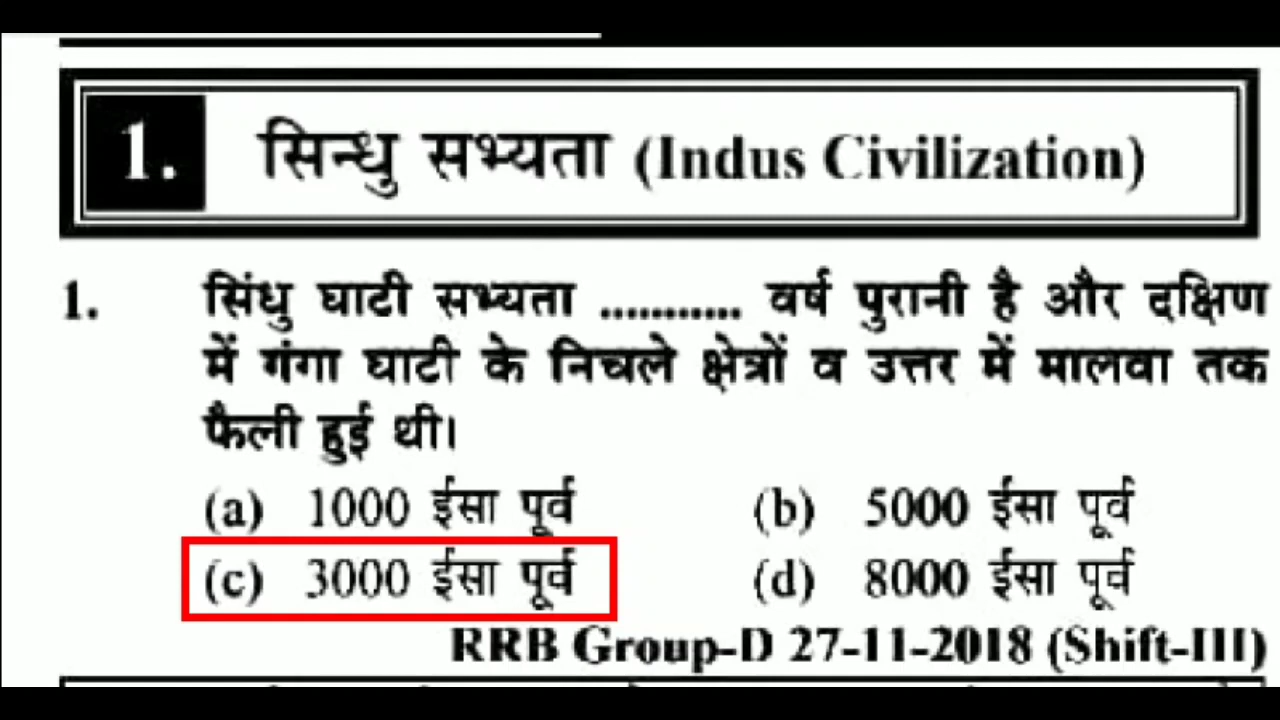 1. सिन्धु सभ्यता (Indus Civilization)
1. सिंधु घाटी सभ्यता ........... वर्ष पुरानी है और दक्षिण
में गंगा घाटी के निचले क्षेत्रों व उत्तर में मालवा तक
फैली हुई थी।
(a) 1000 ईसा पूर्व (b) 5000 ईसा पूर्व
(c) 3000 ईसा पूर्व (d) 8000 ईसा पूर्व
RRB Group-D 27-11-2018 (Shift-III)